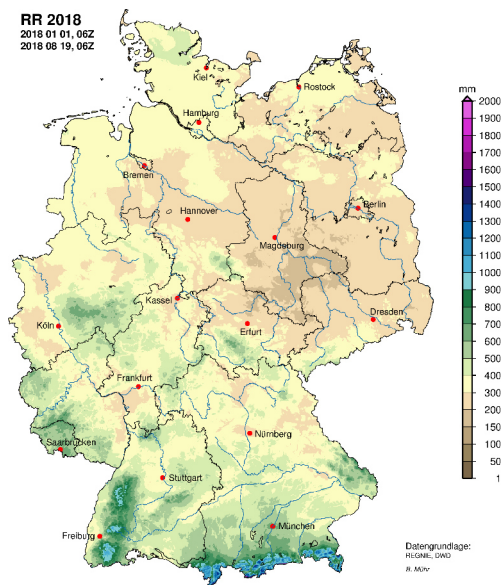 RR 2018
2018 01 01, 06Z
2018 08 19, 06Z
Kiel
Rostock
Hamburg
mm
2000
1900
1800
1700
1600
1500
1400
1300
1200
1100
1000
900
800
700
600
500
400
300
200
150
100
50
1
Bremen
Berlin
Hannover
Magdeburg
Kassel
Dresden
Köln
Erfurt
Frankfurt
Saarbrücken
Nürnberg
Stuttgart
München
Freiburg
Datengrundlage:
REGNIE, DWD
B. Mühr